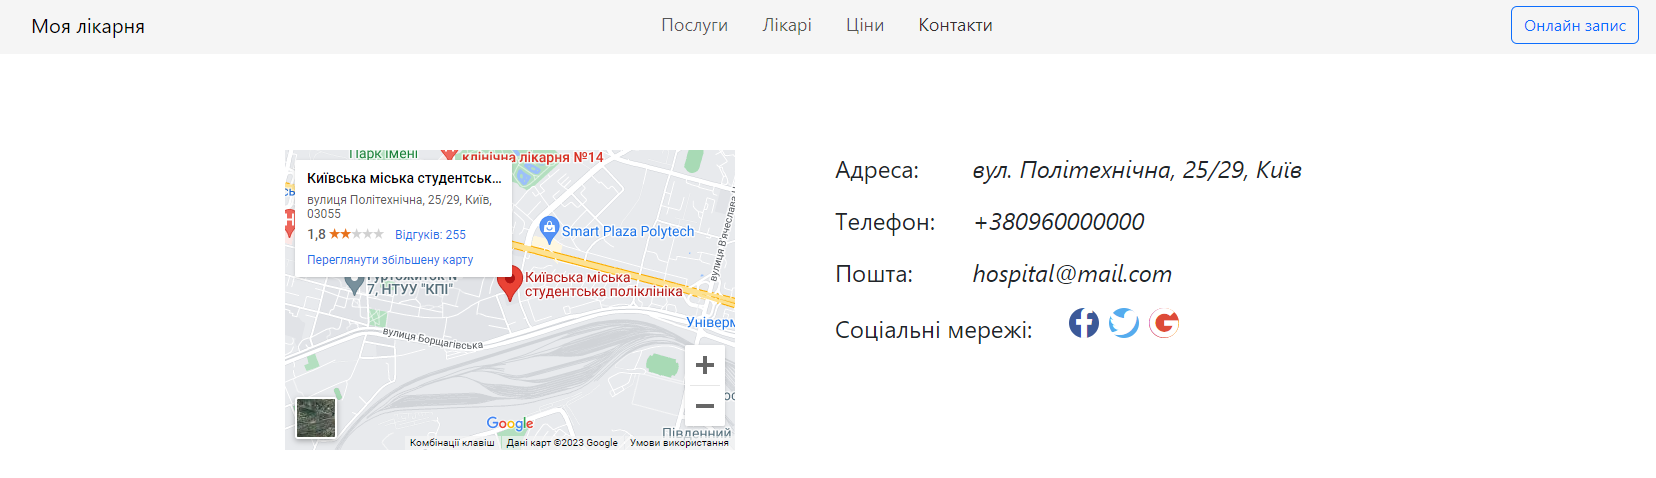 Моя лікарня
Послуги
Лікарі
Ціни
Контакти
Онлайн запис
Парк імені
клінічна лікарня №14
Київська міська студентськ...
вулиця Політехнічна, 25/29, Київ,
03055
1,8
Відгуків: 255
Переглянути збільшену карту
Smart Plaza Polytech
вулиця В'ячеслава
Київська міська
студентська поліклініка
7, НТУУ "КПІ"
Універм
вулиця Борщагівська
Південний
Google
Комбінації клавіш
Дані карт ©2023 Google
Умови використання
Адреса:
вул. Політехнічна, 25/29, Київ
Телефон:
+380960000000
Пошта:
hospital@mail.com
Соціальні мережі: